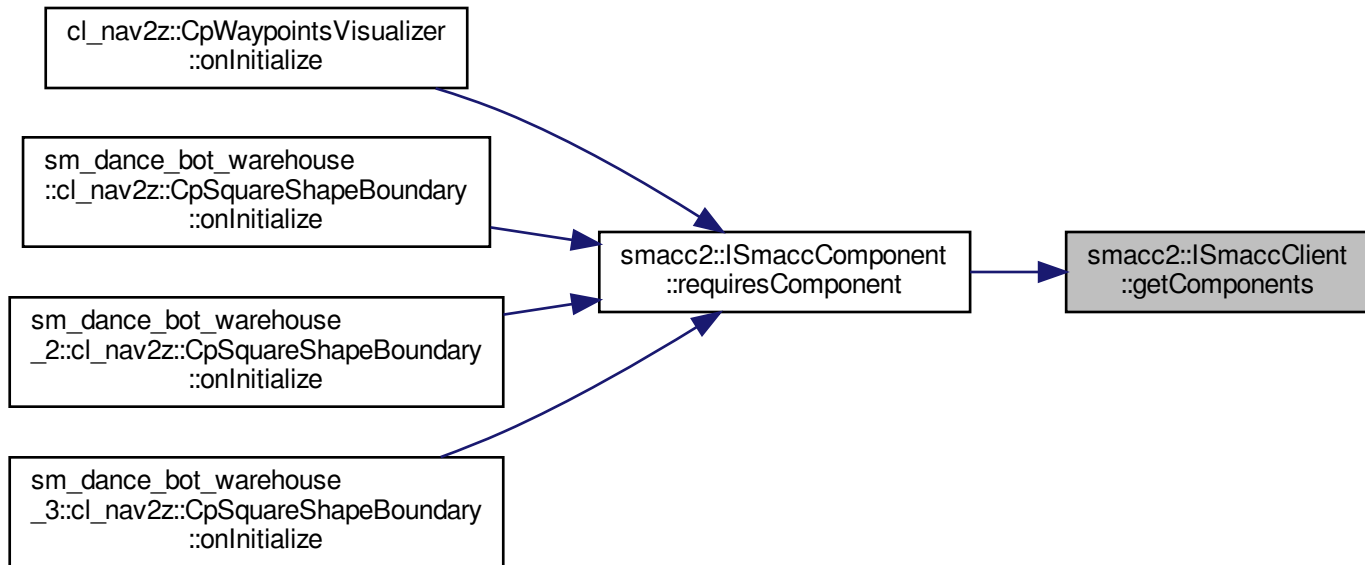 cl_nav2z::CpWaypointsVisualizer
::onInitialize
sm_dance_bot_warehouse
::cl_nav2z::CpSquareShapeBoundary
::onInitialize
sm_dance_bot_warehouse
_2::cl_nav2z::CpSquareShapeBoundary
::onInitialize
sm_dance_bot_warehouse
_3::cl_nav2z::CpSquareShapeBoundary
::onInitialize
smacc2::ISmaccComponent
::requiresComponent
smacc2::ISmaccClient
::getComponents